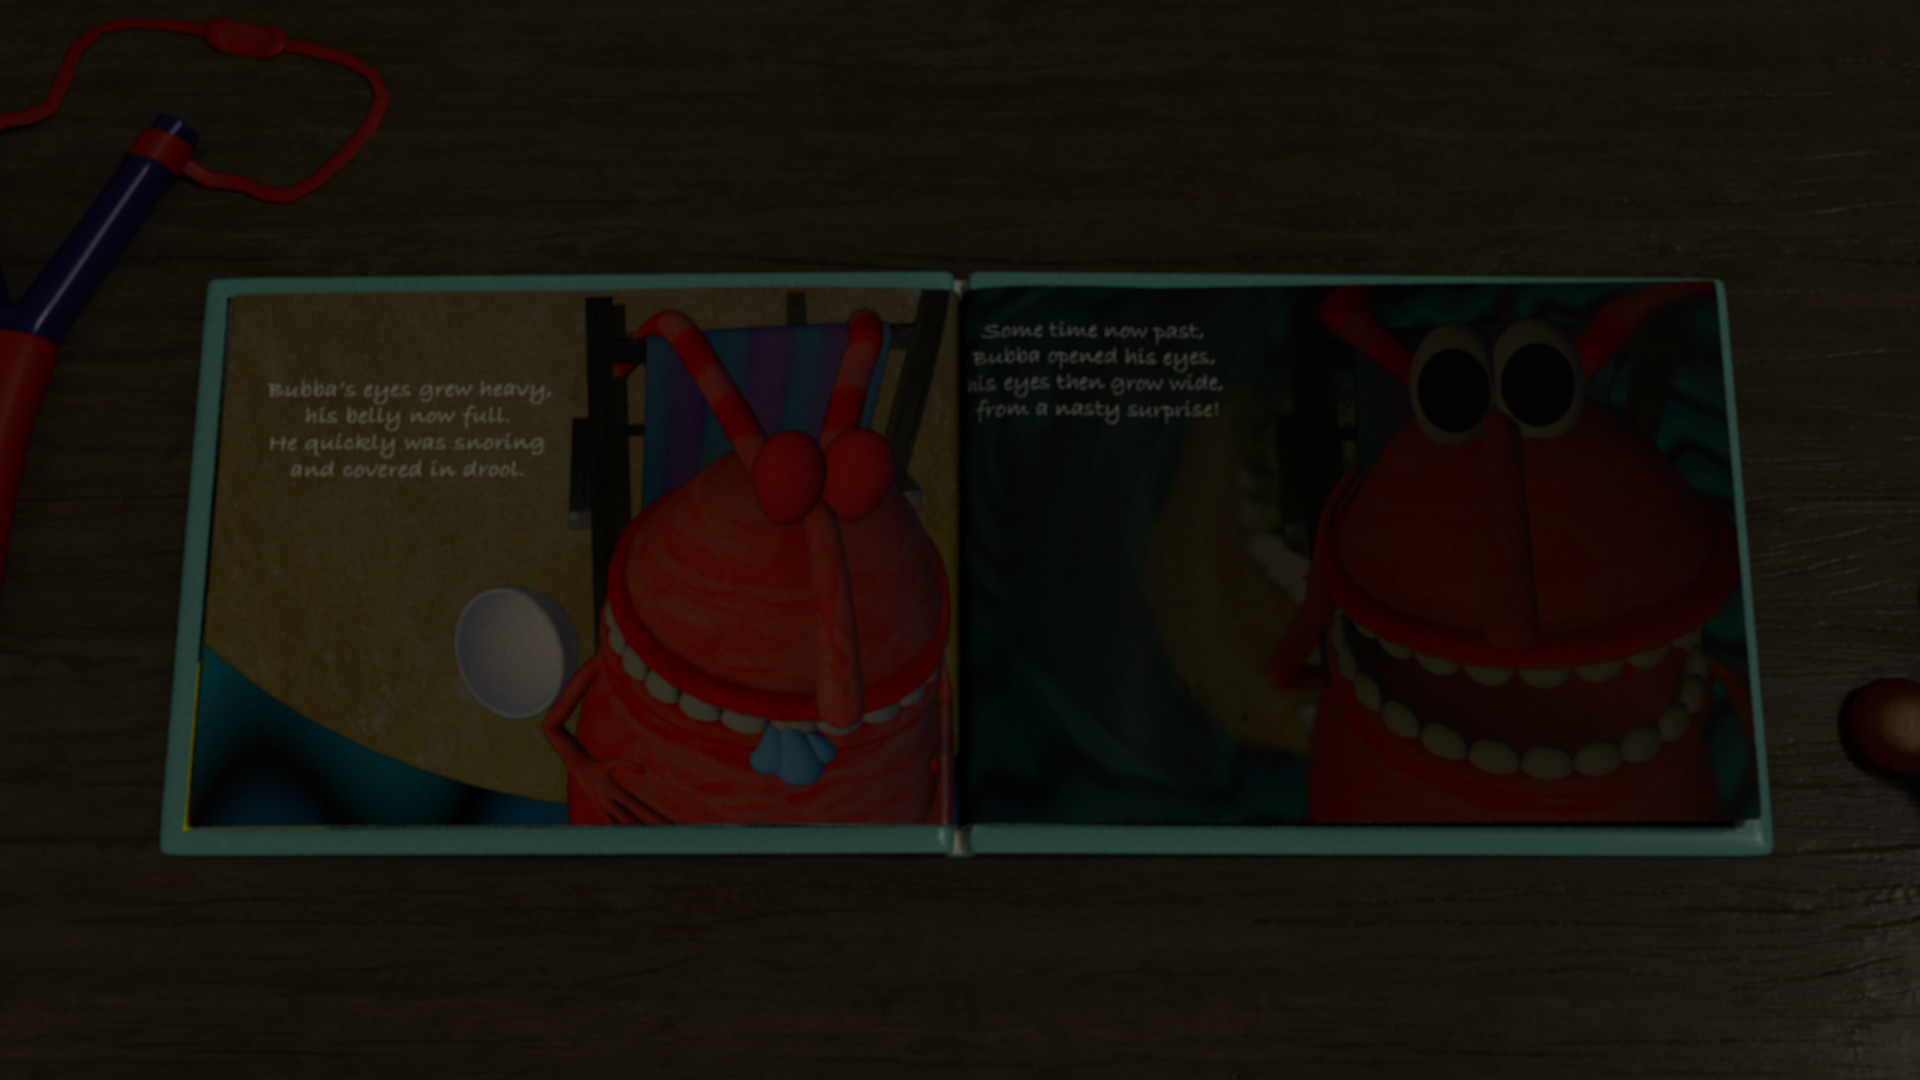 Bubba's eyes grew heavy,
his belly now full.
He quickly was snoring
and covered in drool.
Some time now past,
Bubba opened his eyes,
his eyes then grow wide,
from a nasty surprise!